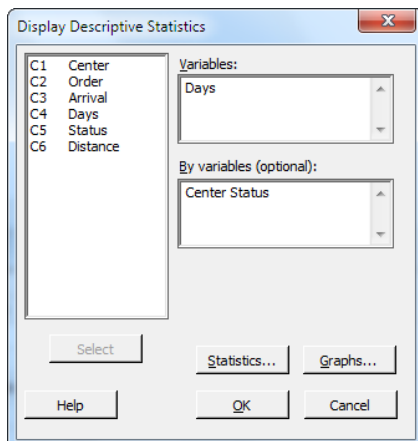 Display Descriptive Statistics
C1 Center
C2 Order
C3 Arrival
C4 Days
C5 Status
C6 Distance
Variables:
Days
By variables (optional):
Center Status
Select
Statistics...
Graphs...
Help
OK
Cancel